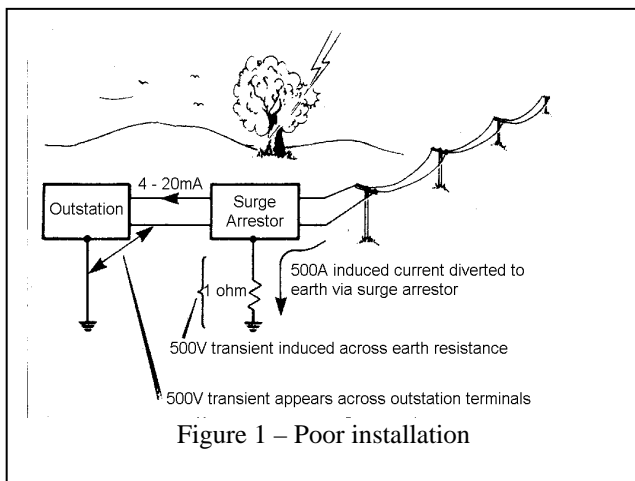 4 - 20mA
Outstation
Surge
Arrestor
1 ohm
500A induced current diverted to
earth via surge arrestor
500V transient induced across earth resistance
500V transient appears across outstation terminals
Figure 1 – Poor installation